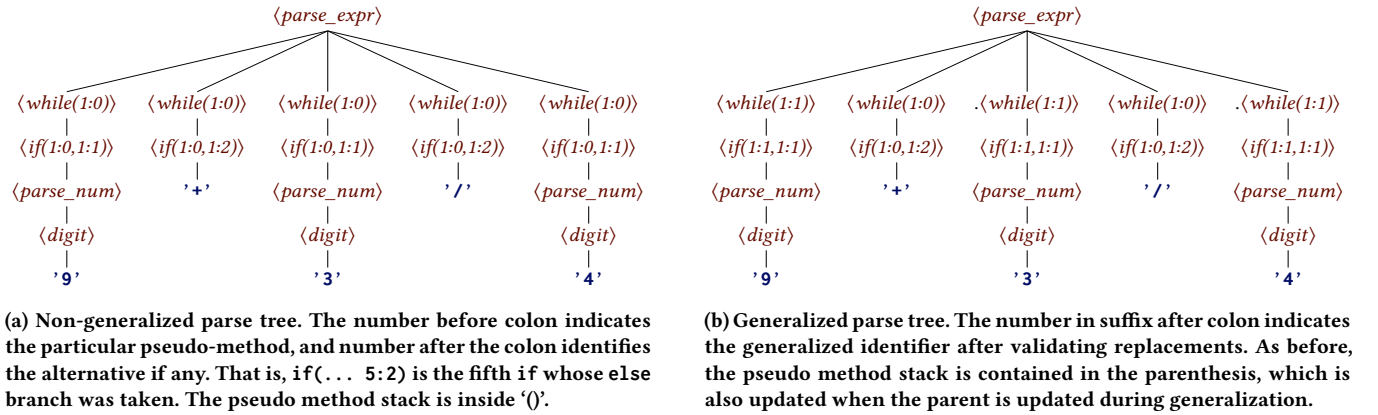 ⟨parse_expr⟩ ⟨parse_expr⟩
⟨while(1:0)⟩ ⟨while(1:0)⟩ ⟨while(1:0)⟩ ⟨while(1:0)⟩ ⟨while(1:0)⟩ ⟨while(1:1)⟩ ⟨while(1:0)⟩ .⟨while(1:1)⟩ ⟨while(1:0)⟩ .⟨while(1:1)⟩
⟨if(1:0,1:1)⟩ ⟨if(1:0,1:2)⟩ ⟨if(1:0,1:1)⟩ ⟨if(1:0,1:2)⟩ ⟨if(1:0,1:1)⟩ ⟨if(1:1,1:1)⟩ ⟨if(1:0,1:2)⟩ ⟨if(1:1,1:1)⟩ ⟨if(1:0,1:2)⟩ ⟨if(1:1,1:1)⟩
⟨parse_num⟩ '+' ⟨parse_num⟩ '/' ⟨parse_num⟩ ⟨parse_num⟩ '+' ⟨parse_num⟩ '/' ⟨parse_num⟩
⟨digit⟩ ⟨digit⟩ ⟨digit⟩ ⟨digit⟩ ⟨digit⟩ ⟨digit⟩
'9' '3' '4' '9' '3' '4'
(a) Non-generalized parse tree. The number before colon indicates
the particular pseudo-method, and number after the colon identifies
the alternative if any. That is, if(... 5:2) is the fifth if whose else
branch was taken. The pseudo method stack is inside ‘()’.
(b) Generalized parse tree. The number in suffix after colon indicates
the generalized identifier after validating replacements. As before,
the pseudo method stack is contained in the parenthesis, which is
also updated when the parent is updated during generalization.